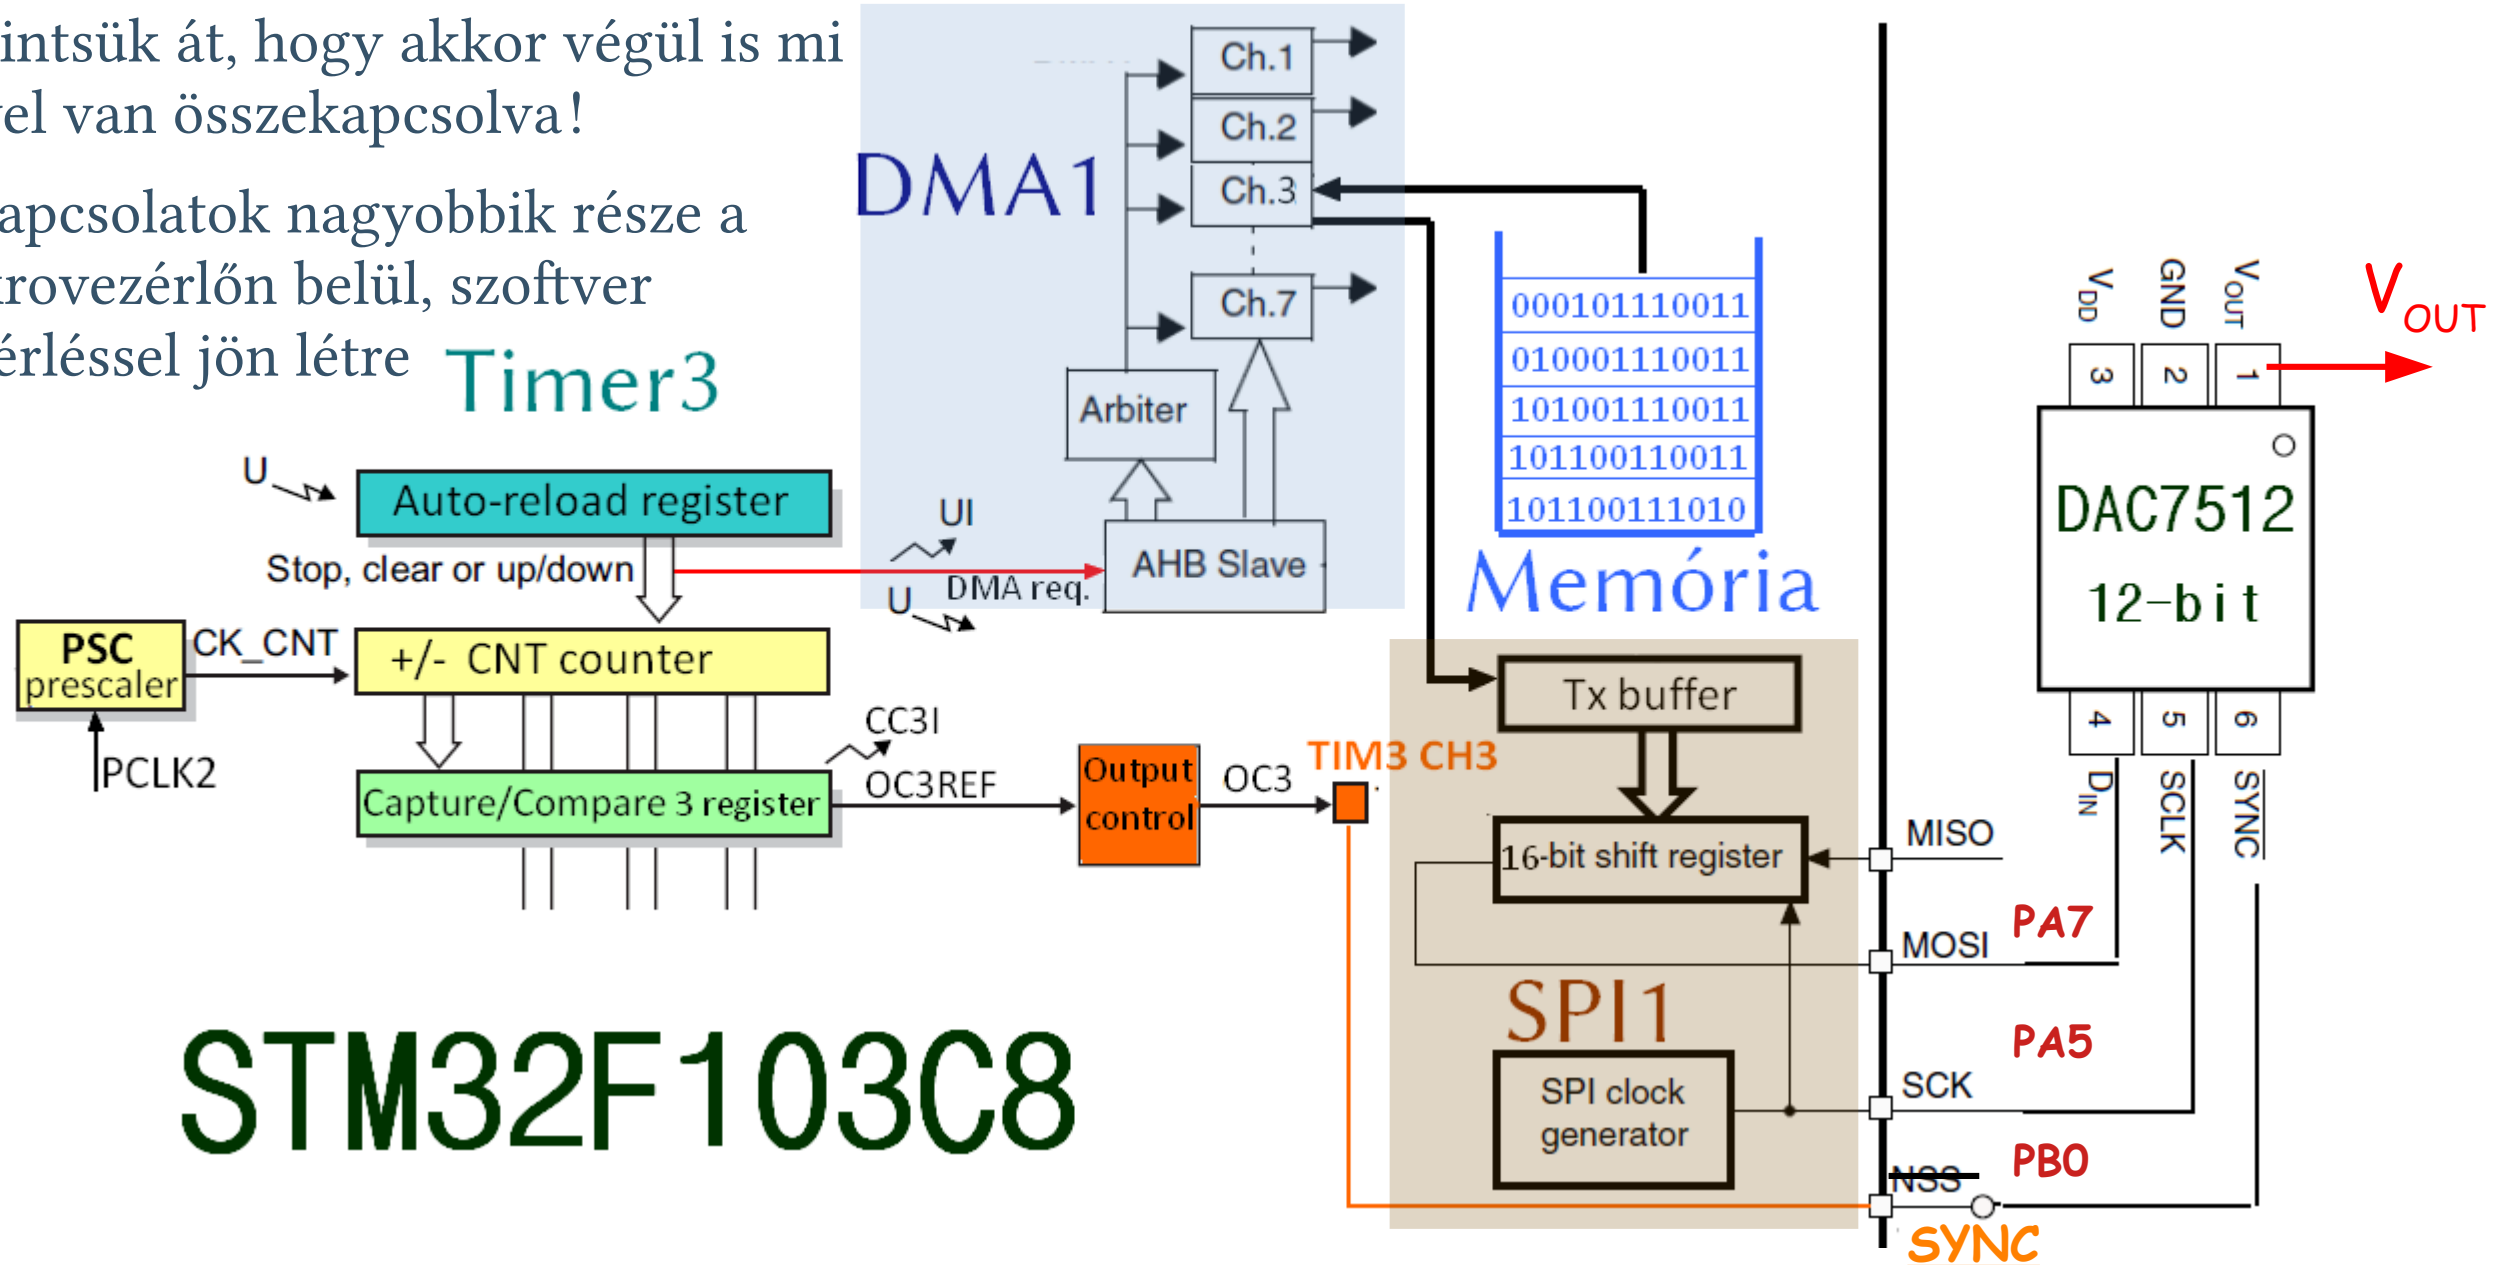 intsük át, hogy akkor végül is mi
el van összekapcsolva!
apcsolatok nagyobbik része a
rovezérlőn belül, szoftver
érléssel jön létre
Timer3
DMA1
Ch.1
Ch.2
Ch.3
Ch.7
Arbiter
AHB Slave
UI
U
DMA req.
U
Auto-reload register
Stop, clear or up/down
PSC
prescaler
CK_CNT
PCLK2
+/- CNT counter
CC3I
Capture/Compare 3 register
OC3REF
Output
control
OC3
TIM3 CH3
000101110011
010001110011
101001110011
101100110011
101100111010
Memória
Tx buffer
16-bit shift register
SPI1
SPI clock
generator
MISO
MOSI
SCK
NSS
SYNC
PA7
PA5
PB0
VDD
GND
VOUT
3
2
1
VOUT
DAC7512
12-bit
4
5
6
DIN
SCLK
SYNC
STM32F103C8